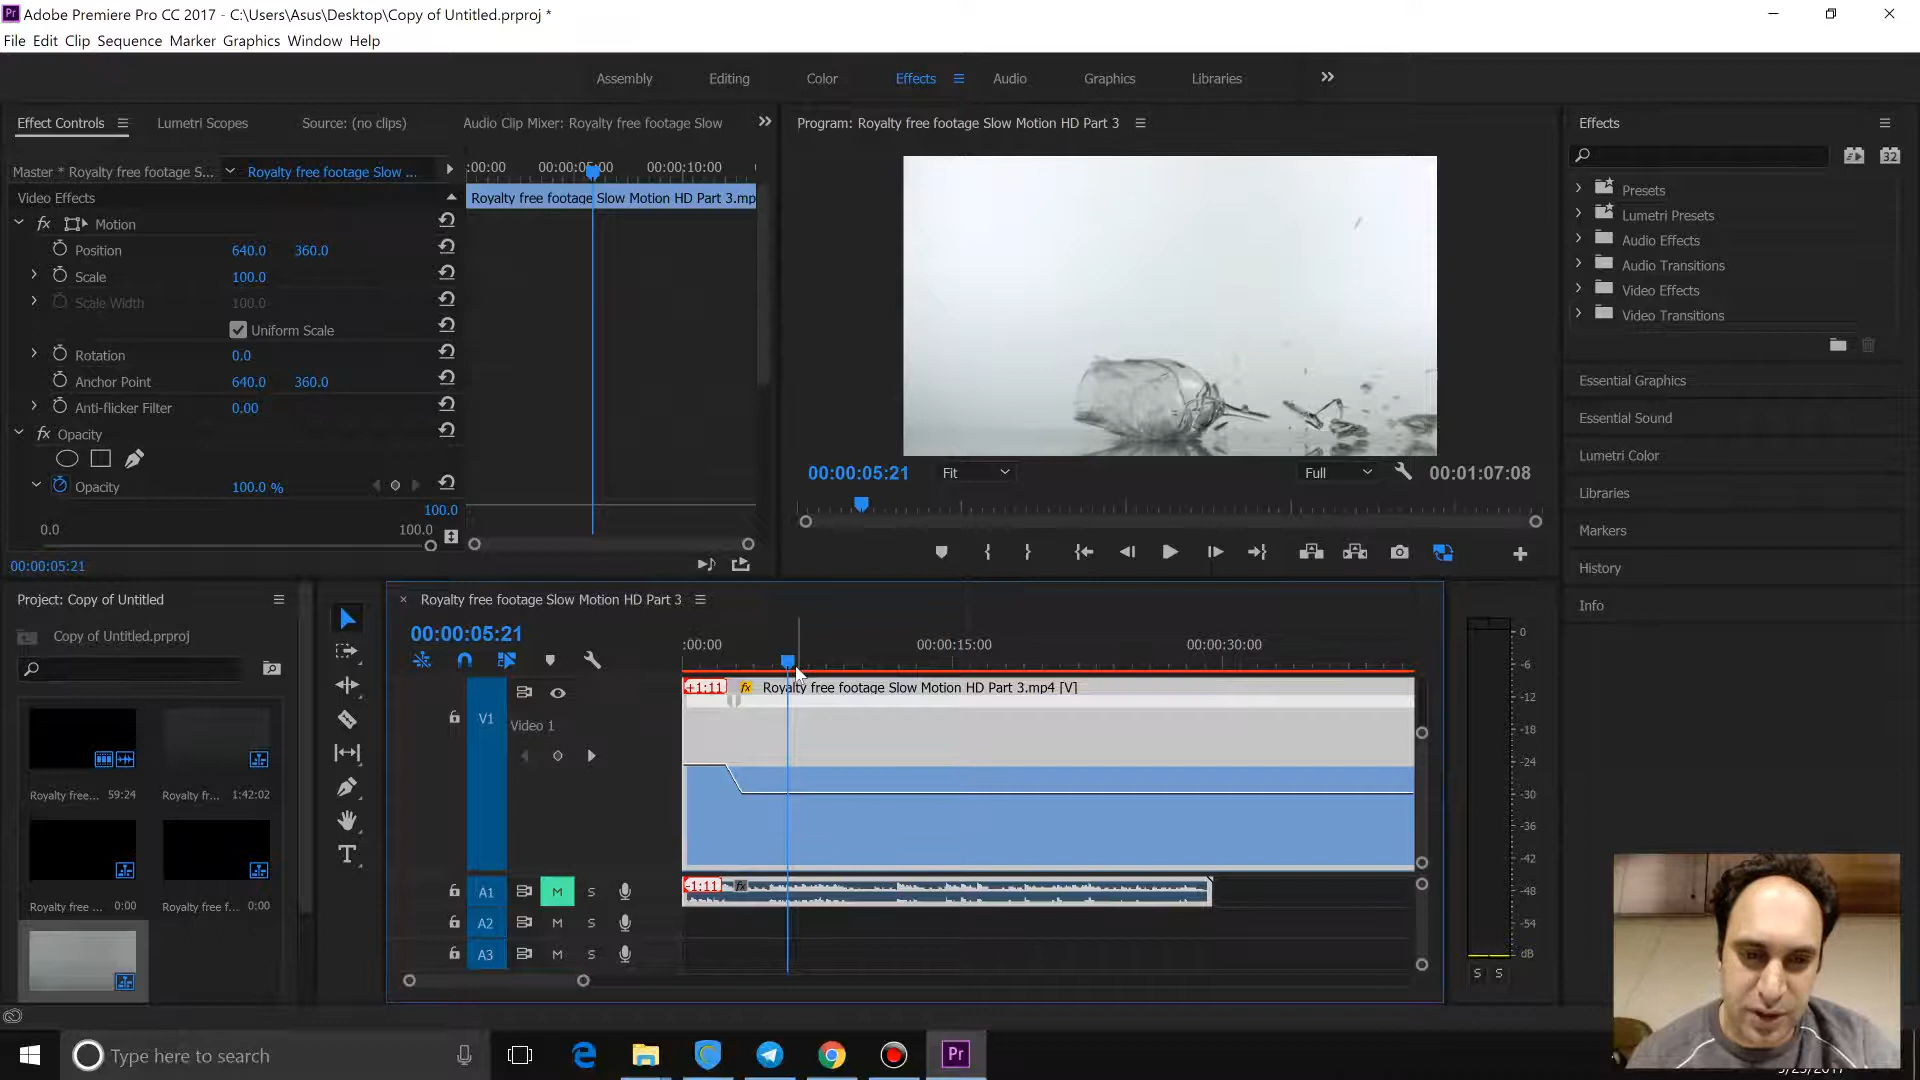 Adobe Premiere Pro CC 2017 - C:\Users\Asus\Desktop\Copy of Untitled.prproj *
File Edit Clip Sequence Marker Graphics Window Help
Assembly Editing Color Effects Audio Graphics Libraries
Effect Controls Lumetri Scopes Source: (no clips) Audio Clip Mixer: Royalty free footage Slow
Master * Royalty free footage S... Royalty free footage Slow ...
:00:00 00:00:05:00 00:00:10:00
Royalty free footage Slow Motion HD Part 3.mp
Video Effects
Motion
Position 640.0 360.0
Scale 100.0
Scale Width 100.0
Uniform Scale
Rotation 0.0
Anchor Point 640.0 360.0
Anti-flicker Filter 0.00
Opacity
Opacity 100.0 %
100.0
0.0 100.0
00:00:05:21
Program: Royalty free footage Slow Motion HD Part 3
00:00:05:21 Fit Full 00:01:07:08
Effects
32
Presets
Lumetri Presets
Audio Effects
Audio Transitions
Video Effects
Video Transitions
Essential Graphics
Essential Sound
Lumetri Color
Libraries
Markers
History
Info
Project: Copy of Untitled
Copy of Untitled.prproj
Royalty free... 59:24 Royalty fr... 1:42:02
Royalty free ... 0:00 Royalty free f... 0:00
× Royalty free footage Slow Motion HD Part 3
00:00:05:21
:00:00 00:00:15:00 00:00:30:00
+1:11 fx Royalty free footage Slow Motion HD Part 3.mp4 [V]
V1 Video 1
A1 M S -1:11 fx
A2 M S
A3 M S
0
-6
-12
-18
-24
-30
-36
-42
-48
-54
dB
S S
Type here to search
Pr